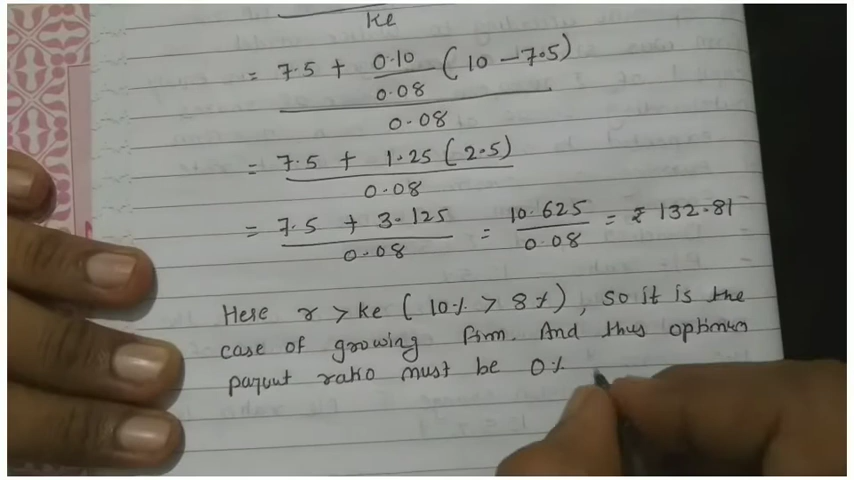 ke
= 7.5 + 0.10/0.08 (10 - 7.5)
0.08
= 7.5 + 1.25 (2.5)
0.08
= 7.5 + 3.125 / 0.08 = 10.625 / 0.08 = ₹ 132.81
Here r > ke (10% > 8%), so it is the
case of growing firm. And thus optimum
payout ratio must be 0%